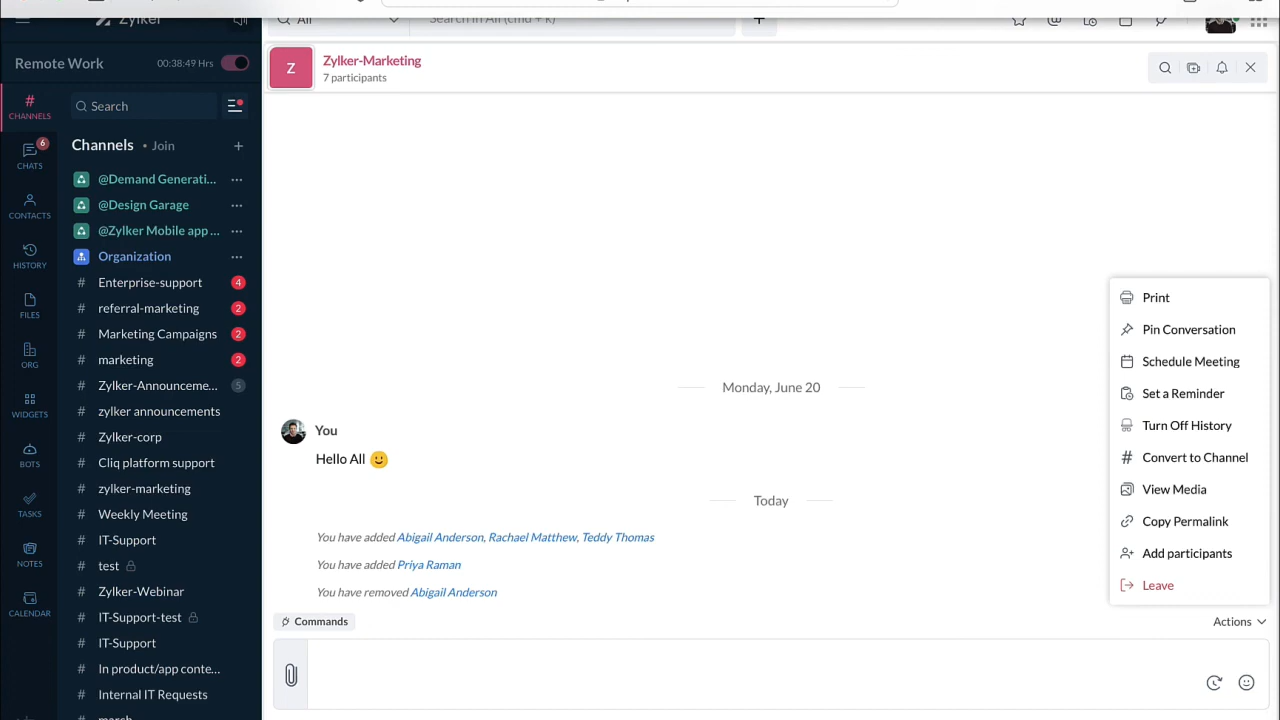 Zylker
All
Search in All (cmd + k)
Remote Work
00:38:49 Hrs
Z
Zylker-Marketing
7 participants
CHANNELS
CHATS
6
CONTACTS
HISTORY
FILES
ORG
WIDGETS
BOTS
TASKS
NOTES
CALENDAR
Search
Channels • Join +
@Demand Generati...
@Design Garage
@Zylker Mobile app ...
Organization
# Enterprise-support 4
# referral-marketing 2
# Marketing Campaigns 2
# marketing 2
# Zylker-Announceme... 5
# zylker announcements
# Zylker-corp
# Cliq platform support
# zylker-marketing
# Weekly Meeting
# IT-Support
# test
# Zylker-Webinar
# IT-Support-test
# IT-Support
# In product/app conte...
# Internal IT Requests
# march
Monday, June 20
You
Hello All 🙂
Today
You have added Abigail Anderson, Rachael Matthew, Teddy Thomas
You have added Priya Raman
You have removed Abigail Anderson
Commands
Print
Pin Conversation
Schedule Meeting
Set a Reminder
Turn Off History
# Convert to Channel
View Media
Copy Permalink
Add participants
Leave
Actions